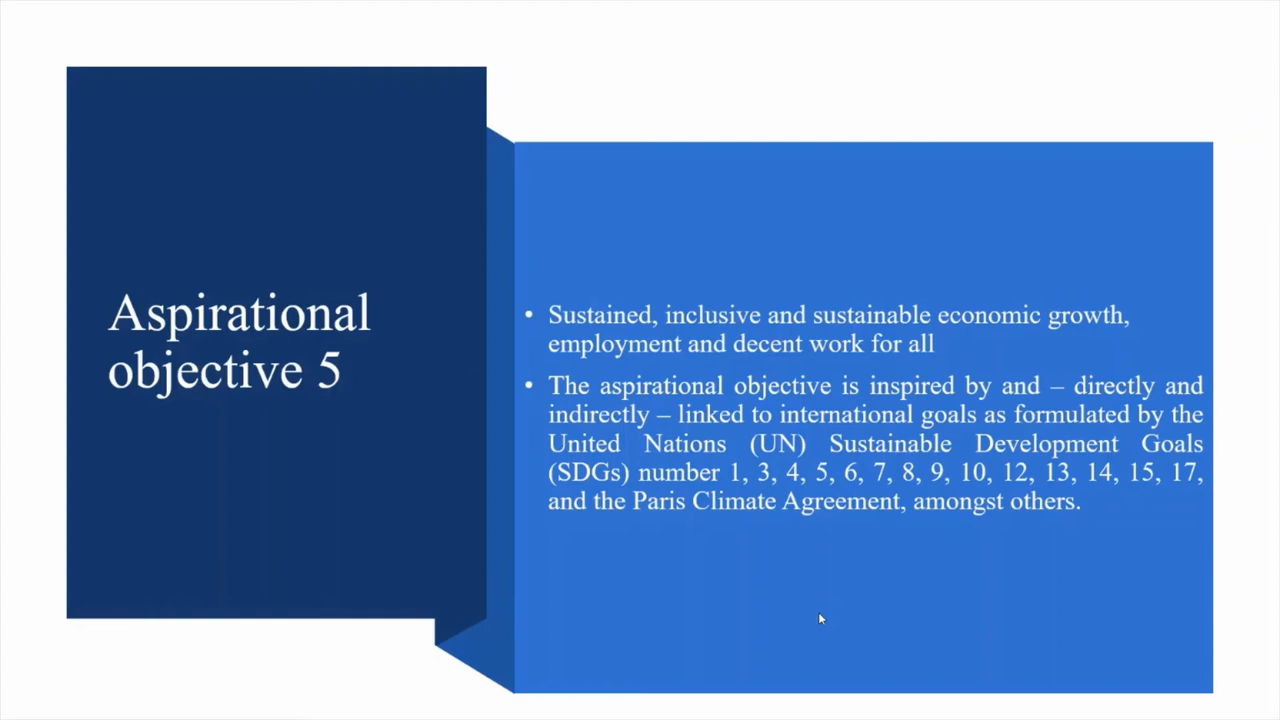 Aspirational
objective 5
• Sustained, inclusive and sustainable economic growth,
employment and decent work for all
• The aspirational objective is inspired by and – directly and
indirectly – linked to international goals as formulated by the
United Nations (UN) Sustainable Development Goals
(SDGs) number 1, 3, 4, 5, 6, 7, 8, 9, 10, 12, 13, 14, 15, 17,
and the Paris Climate Agreement, amongst others.